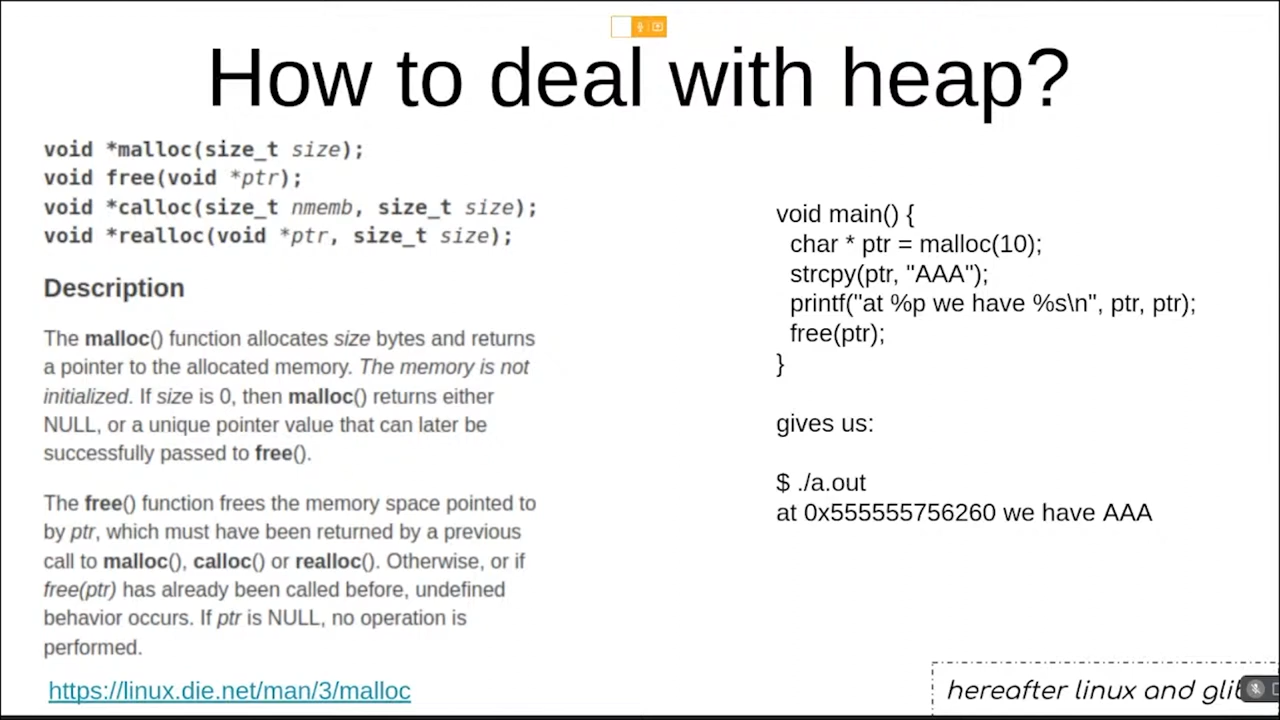 How to deal with heap?
void *malloc(size_t size);
void free(void *ptr);
void *calloc(size_t nmemb, size_t size);
void *realloc(void *ptr, size_t size);
Description
The malloc() function allocates size bytes and returns
a pointer to the allocated memory. The memory is not
initialized. If size is 0, then malloc() returns either
NULL, or a unique pointer value that can later be
successfully passed to free().
The free() function frees the memory space pointed to
by ptr, which must have been returned by a previous
call to malloc(), calloc() or realloc(). Otherwise, or if
free(ptr) has already been called before, undefined
behavior occurs. If ptr is NULL, no operation is
performed.
https://linux.die.net/man/3/malloc
void main() {
char * ptr = malloc(10);
strcpy(ptr, "AAA");
printf("at %p we have %s\n", ptr, ptr);
free(ptr);
}
gives us:
$ ./a.out
at 0x555555756260 we have AAA
hereafter linux and